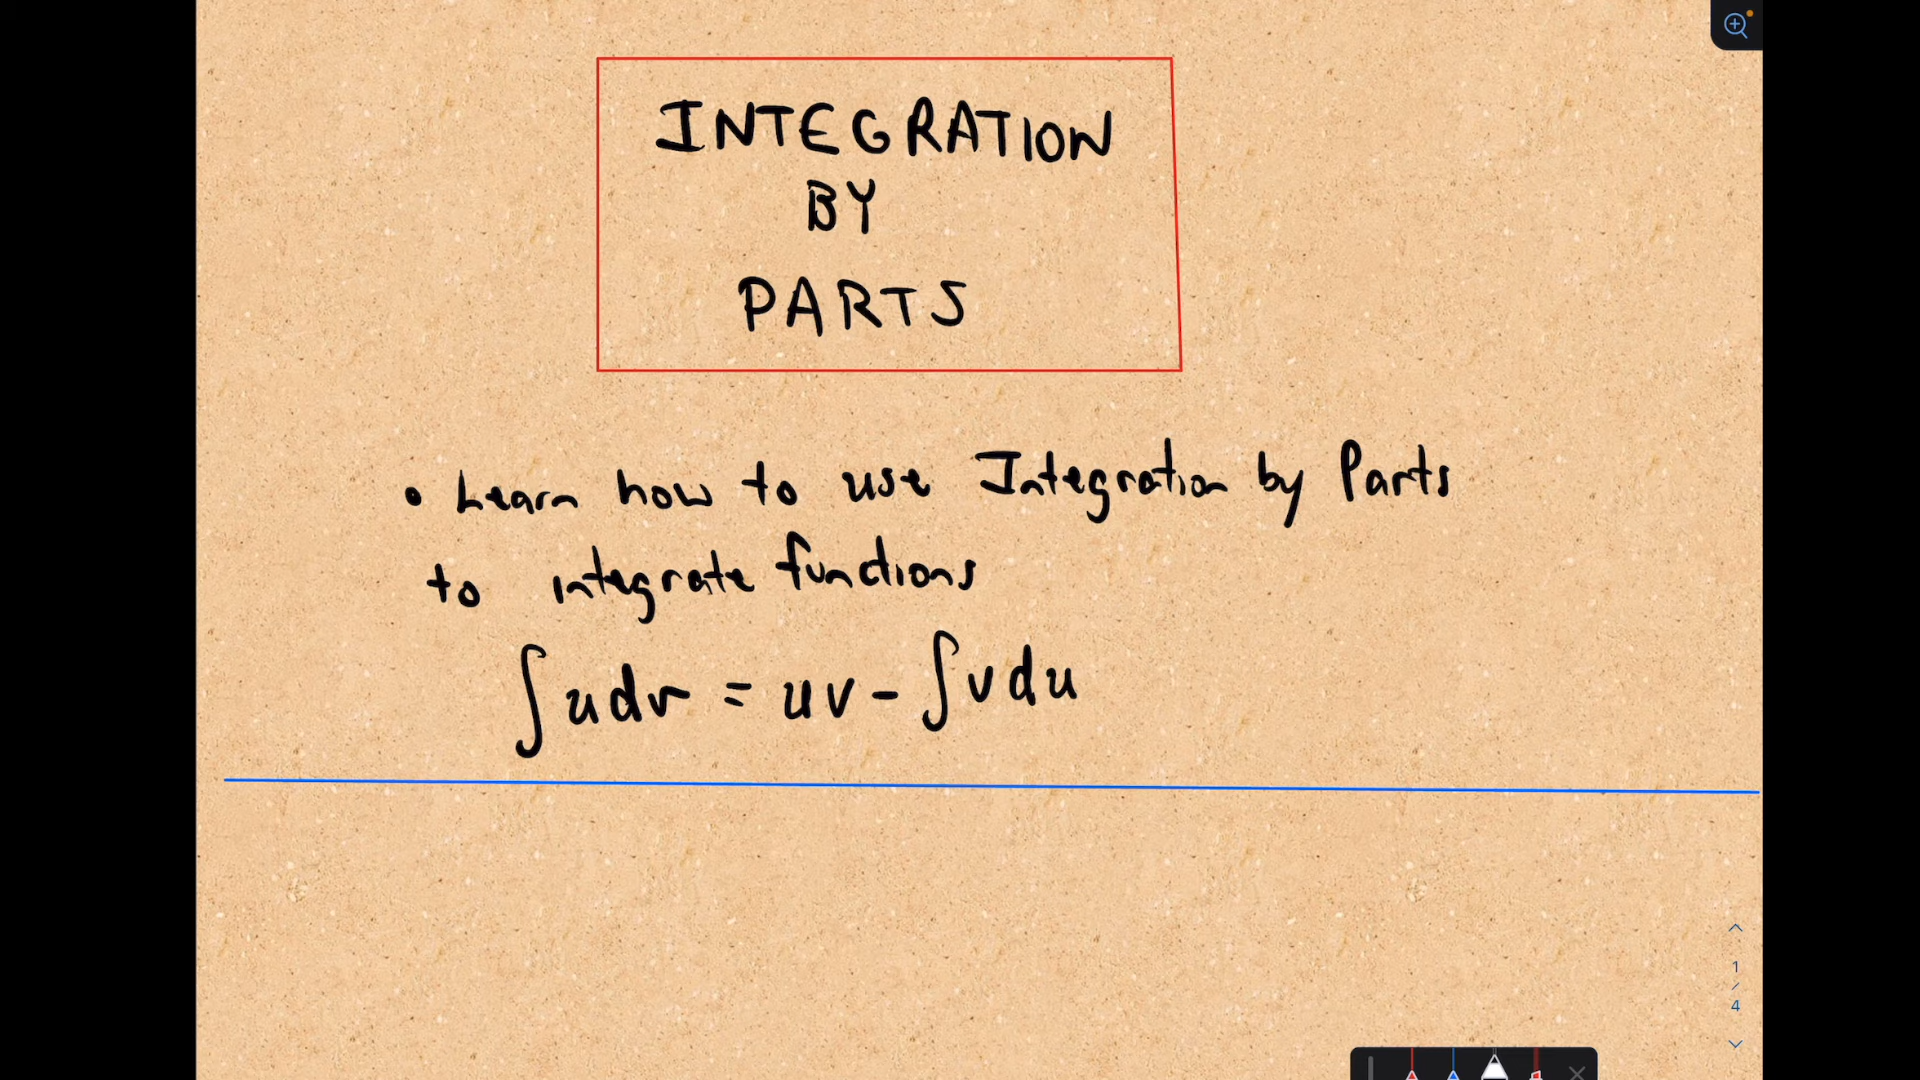 INTEGRATION
BY
PARTS
• Learn how to use Integration by Parts
to integrate functions
∫udv = uv - ∫vdu
1
/
4